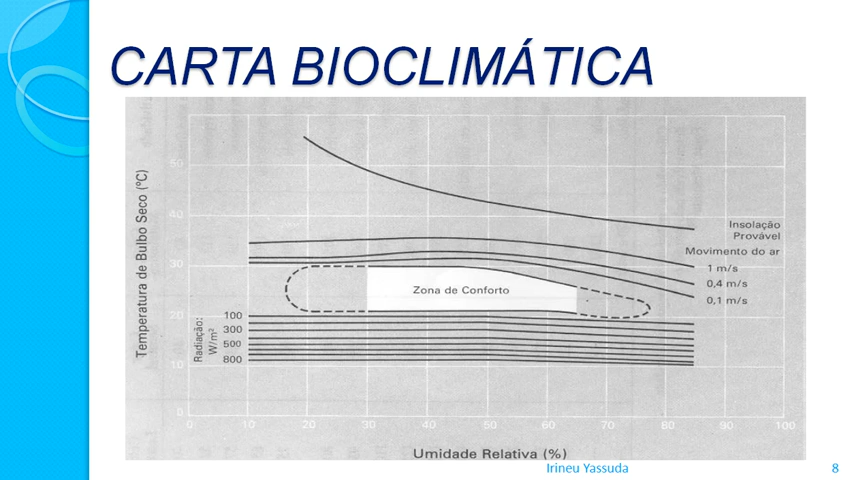 CARTA BIOCLIMÁTICA
Temperatura de Bulbo Seco (ºC)
50
40
30
20
10
0
Insolação
Provável
Movimento do ar
1 m/s
0,4 m/s
0,1 m/s
Zona de Conforto
Radiação:
W/m²
100
300
500
800
0 10 20 30 40 50 60 70 80 90 100
Umidade Relativa (%)
Irineu Yassuda
8